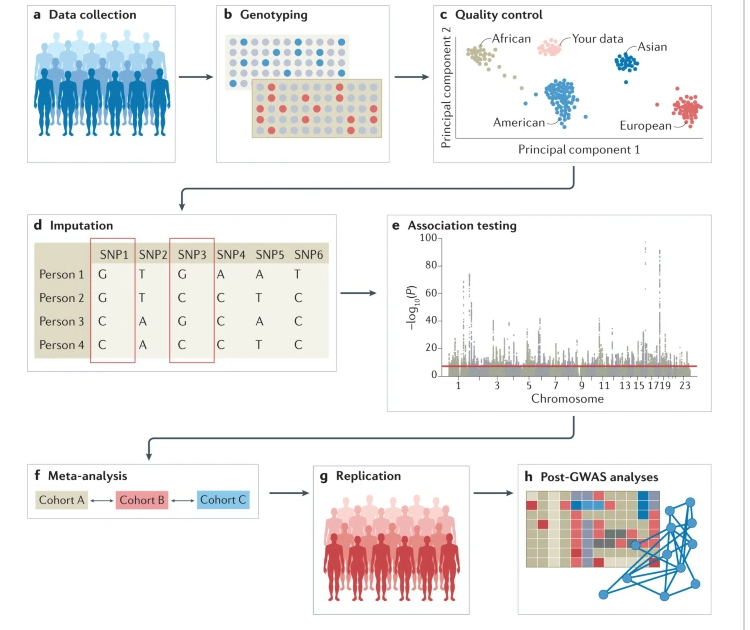 a Data collection
b Genotyping
c Quality control
Principal component 2
African
Your data
Asian
American
European
Principal component 1
d Imputation
SNP1 SNP2 SNP3 SNP4 SNP5 SNP6
Person 1 G T G A A T
Person 2 G T C C T C
Person 3 C A G C A C
Person 4 C A C C T C
e Association testing
–log10(P)
100
80
60
40
20
0
1 3 5 7 9 11 13 15 17 19 23
Chromosome
f Meta-analysis
Cohort A Cohort B Cohort C
g Replication
h Post-GWAS analyses